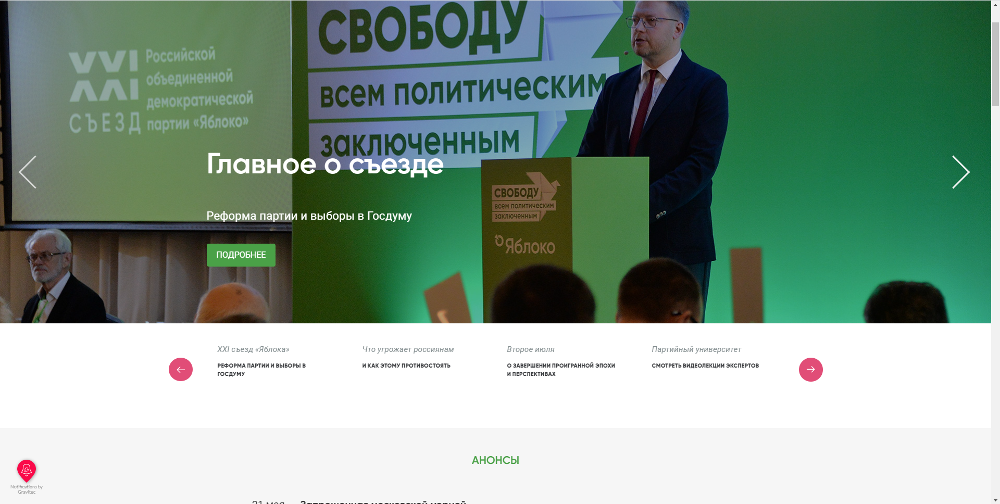 СВОБОДУ
всем политическим
заключенным
XXI
СЪЕЗД
Российской
объединенной
демократической
партии «Яблоко»
Главное о съезде
Реформа партии и выборы в Госдуму
ПОДРОБНЕЕ
СВОБОДУ
всем политическим
заключенным
Яблоко
XXI съезд «Яблока»
РЕФОРМА ПАРТИИ И ВЫБОРЫ В
ГОСДУМУ
Что угрожает россиянам
И КАК ЭТОМУ ПРОТИВОСТОЯТЬ
Второе июля
О ЗАВЕРШЕНИИ ПРОИГРАННОЙ ЭПОХИ
И ПЕРСПЕКТИВАХ
Партийный университет
СМОТРЕТЬ ВИДЕОЛЕКЦИИ ЭКСПЕРТОВ
АНОНСЫ
Notifications by
Gravitec
21 мая
Запрещенная московской мэрией